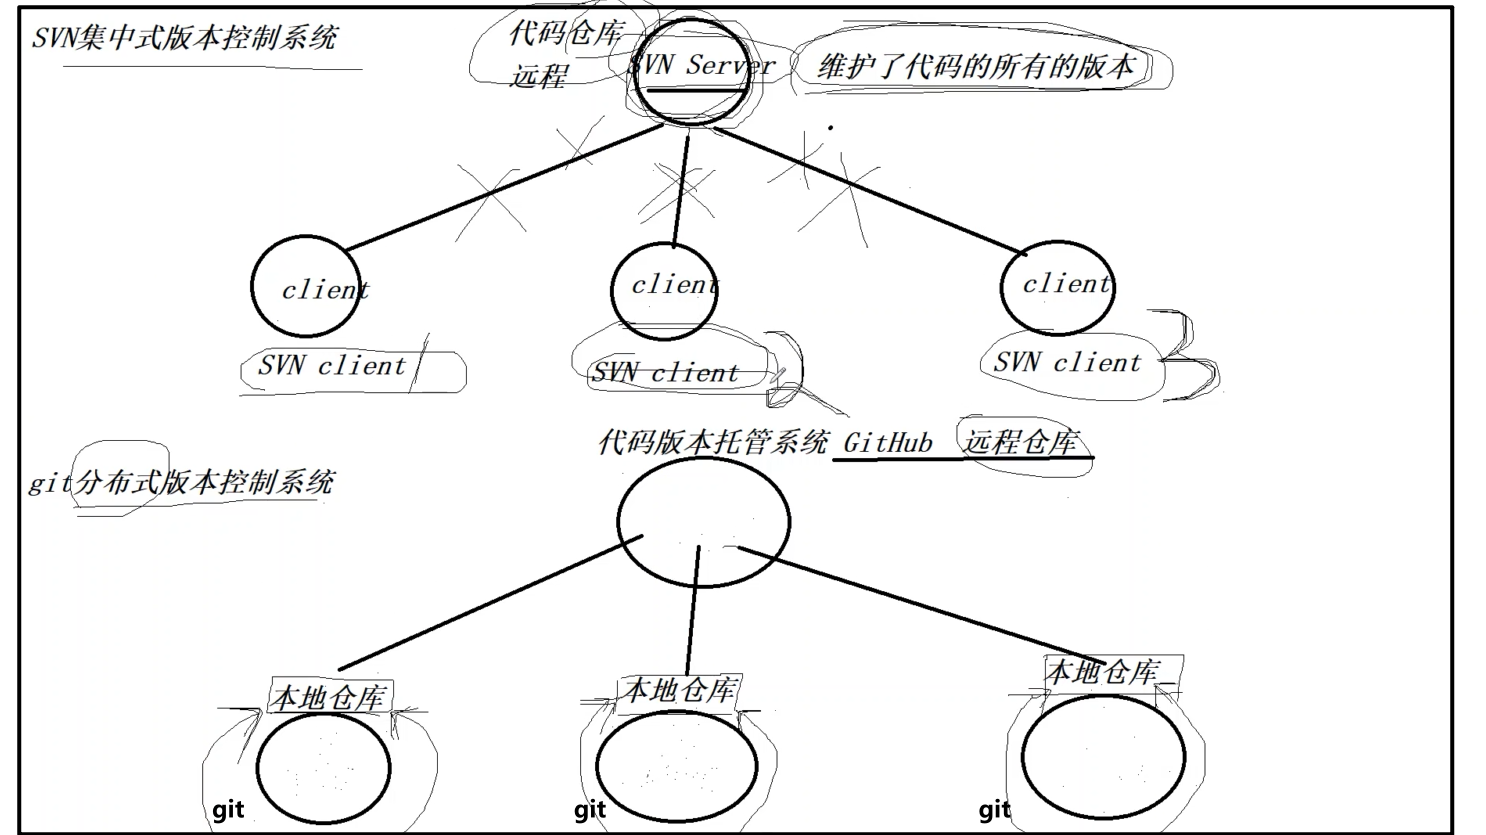 SVN集中式版本控制系统
代码仓库
远程
SVN Server
维护了代码的所有的版本
client
client
client
SVN client
SVN client
SVN client
代码版本托管系统 GitHub 远程仓库
git分布式版本控制系统
本地仓库
本地仓库
本地仓库
git
git
git